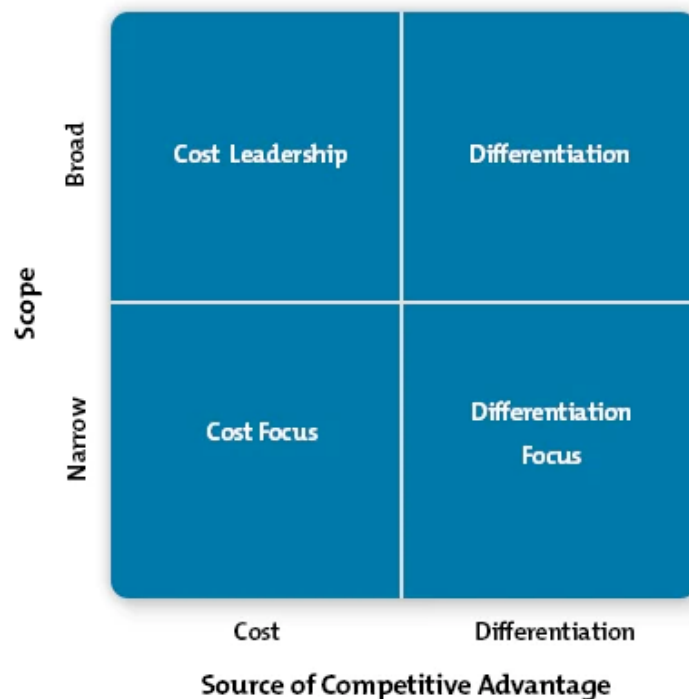 Broad
Cost Leadership
Differentiation
Scope
Narrow
Cost Focus
Differentiation
Focus
Cost
Differentiation
Source of Competitive Advantage